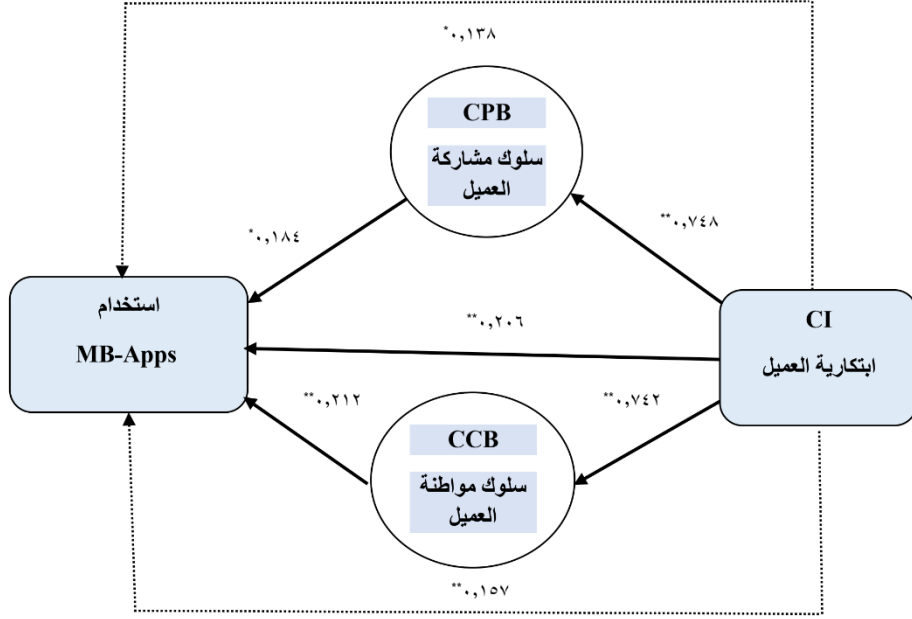 *٠,١٣٨
CPB
سلوك مشاركة
العميل
**٠,٧٤٨
*٠,١٨٤
استخدام
MB-Apps
**٠,٢٠٦
CI
ابتكارية العميل
**٠,٧٤٢
**٠,٢١٢
CCB
سلوك مواطنة
العميل
**٠,١٥٧